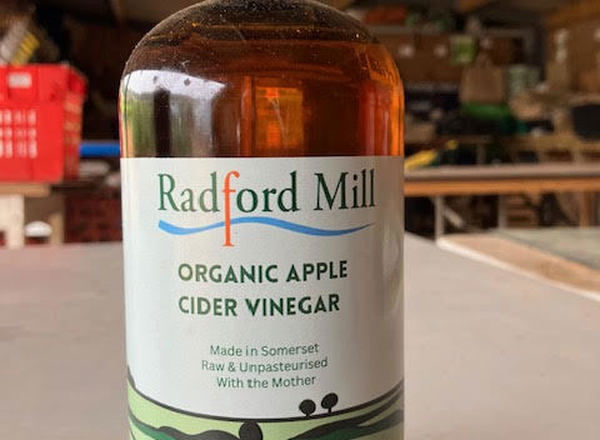 Radford Mill
ORGANIC APPLE
CIDER VINEGAR
Made in Somerset
Raw & Unpasteurised
With the Mother